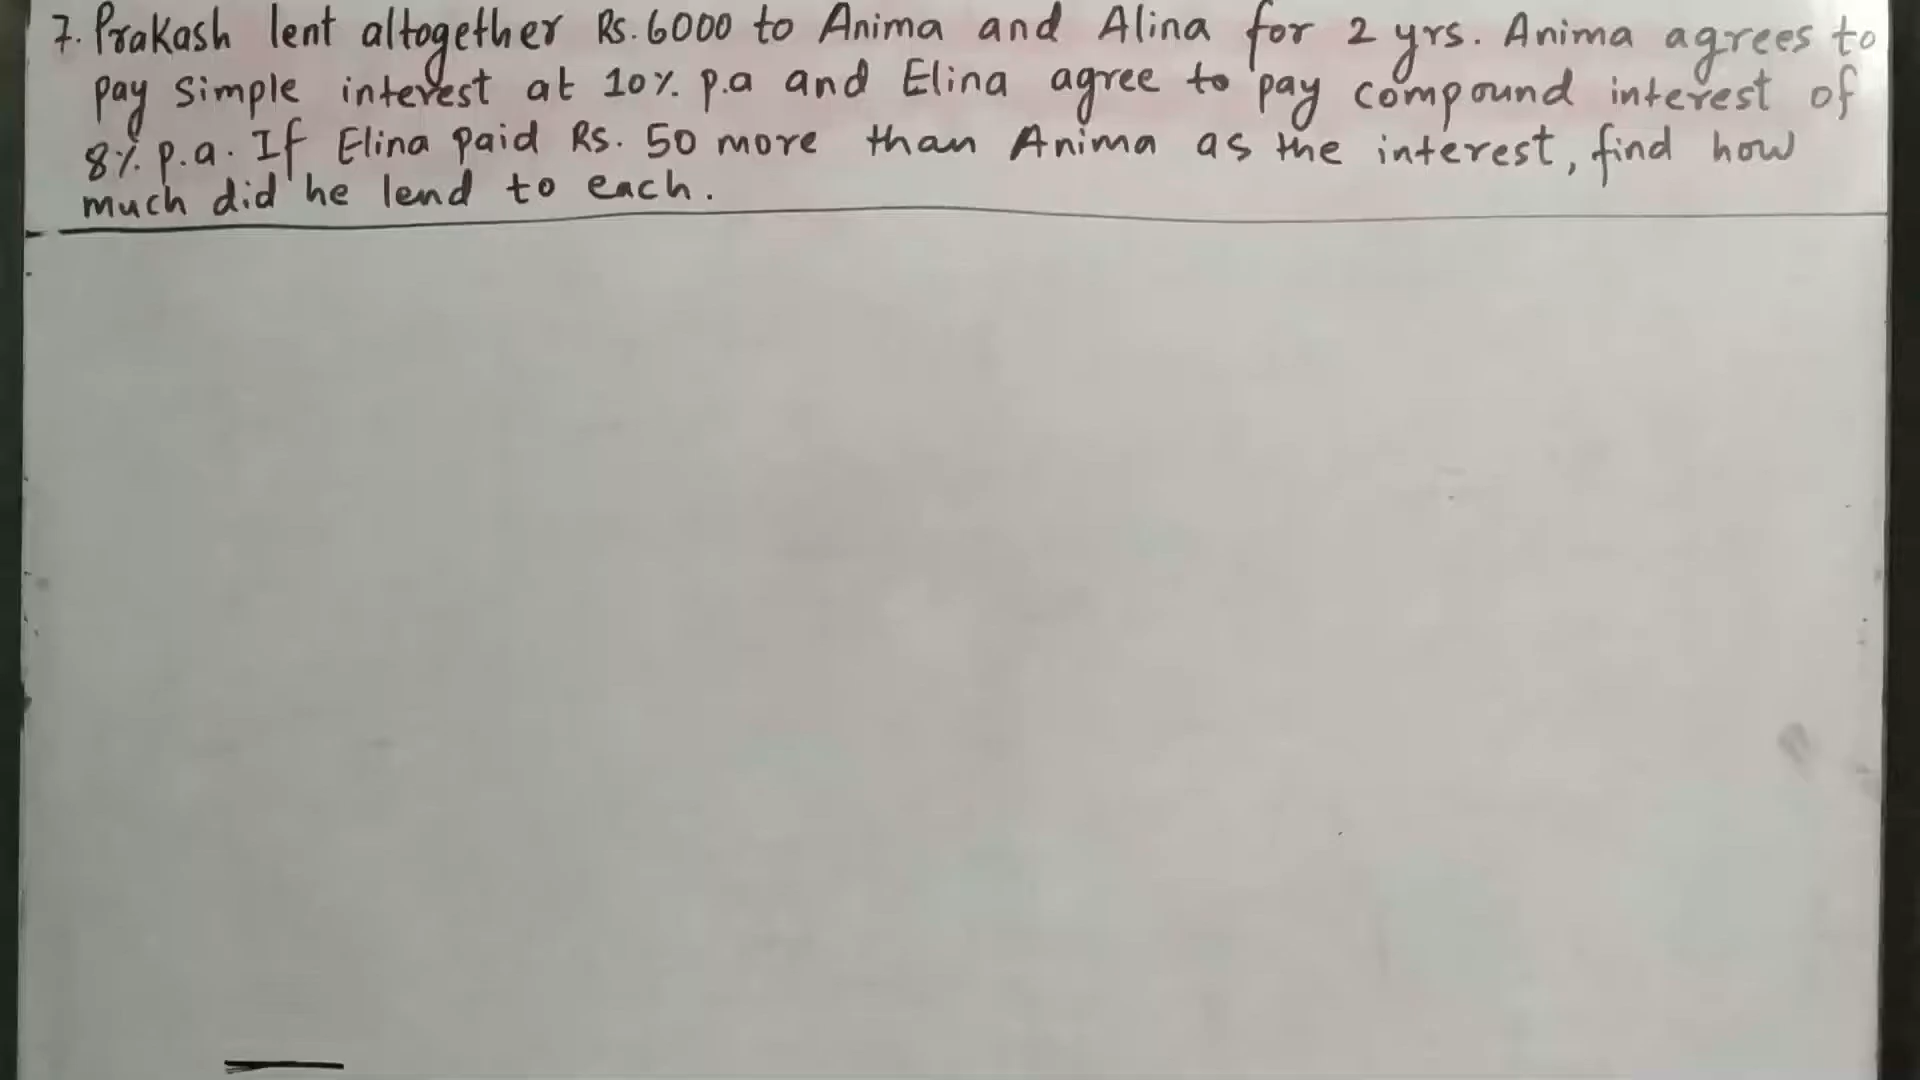 7. Prakash lent altogether Rs. 6000 to Anima and Alina for 2 yrs. Anima agrees to
pay simple interest at 10% p.a and Elina agree to pay compound interest of
8% p.a. If Elina paid Rs. 50 more than Anima as the interest, find how
much did he lend to each.